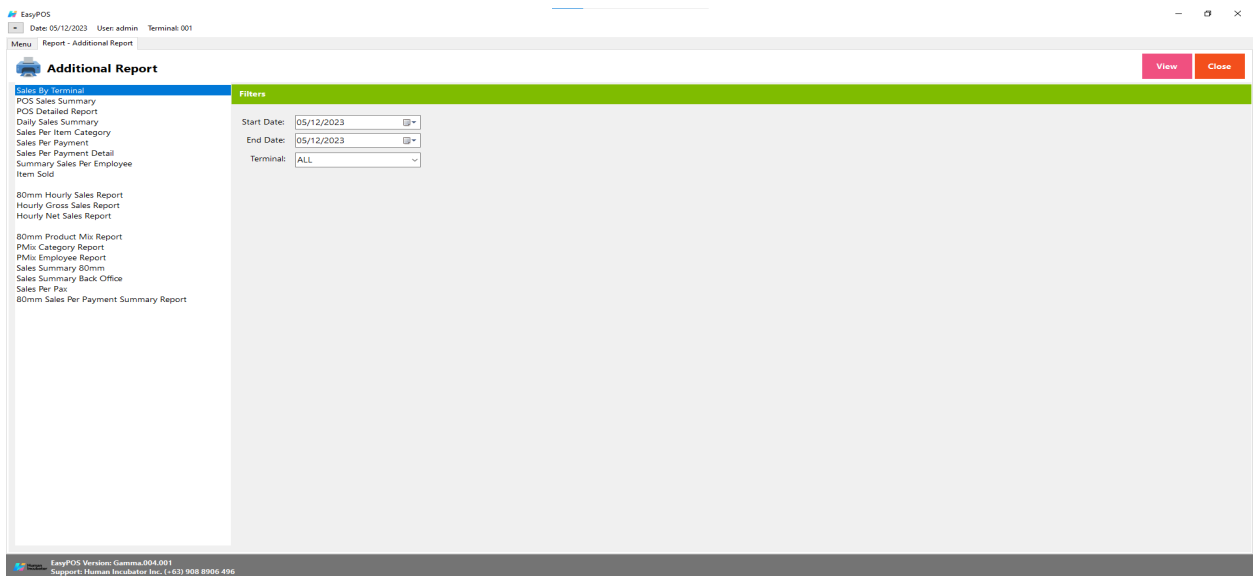 EasyPOS
Date: 05/12/2023 User: admin Terminal: 001
Menu Report - Additional Report
Additional Report
View Close
Sales By Terminal
POS Sales Summary
POS Detailed Report
Daily Sales Summary
Sales Per Item Category
Sales Per Payment
Sales Per Payment Detail
Summary Sales Per Employee
Item Sold
80mm Hourly Sales Report
Hourly Gross Sales Report
Hourly Net Sales Report
80mm Product Mix Report
PMix Category Report
PMix Employee Report
Sales Summary 80mm
Sales Summary Back Office
Sales Per Pax
80mm Sales Per Payment Summary Report
Filters
Start Date: 05/12/2023
End Date: 05/12/2023
Terminal: ALL
Human Incubator
EasyPOS Version: Gamma.004.001
Support: Human Incubator Inc. (+63) 908 8906 496